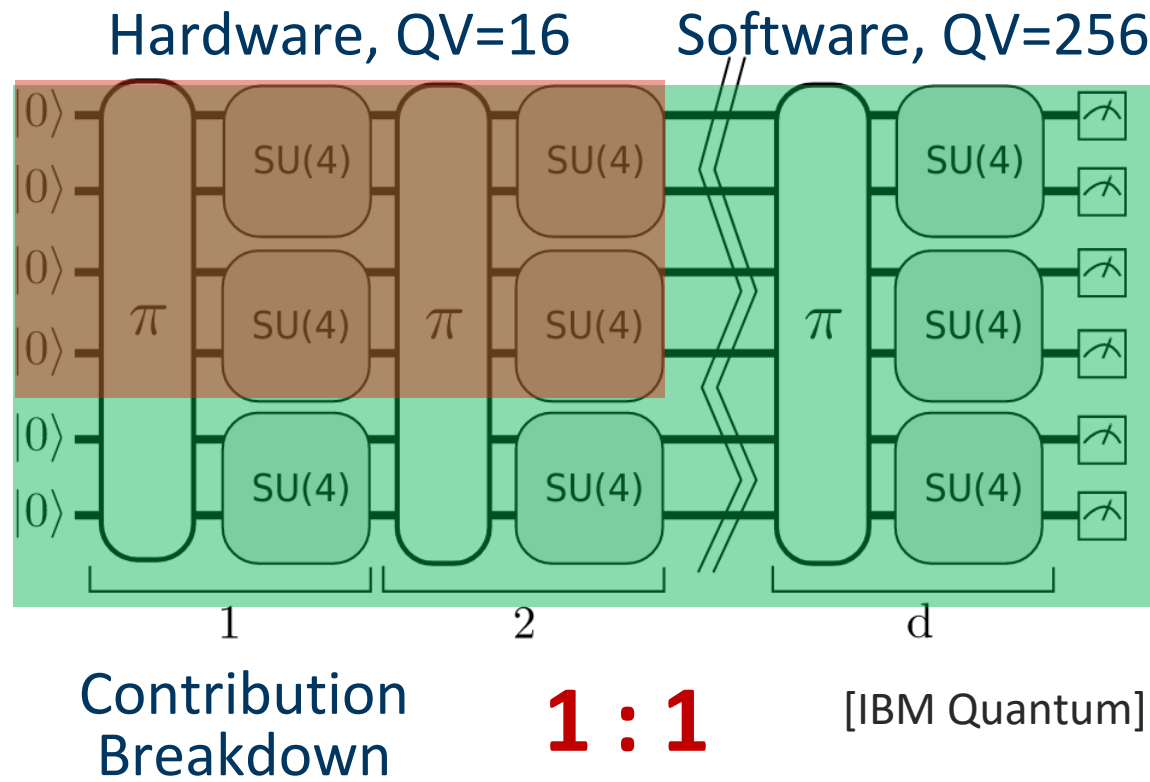 Hardware, QV=16 Software, QV=256
|0⟩ SU(4) SU(4) SU(4)
|0⟩
|0⟩
π SU(4) π SU(4) π SU(4)
|0⟩
|0⟩
SU(4) SU(4) SU(4)
|0⟩
1 2 d
Contribution
Breakdown
1 : 1
[IBM Quantum]